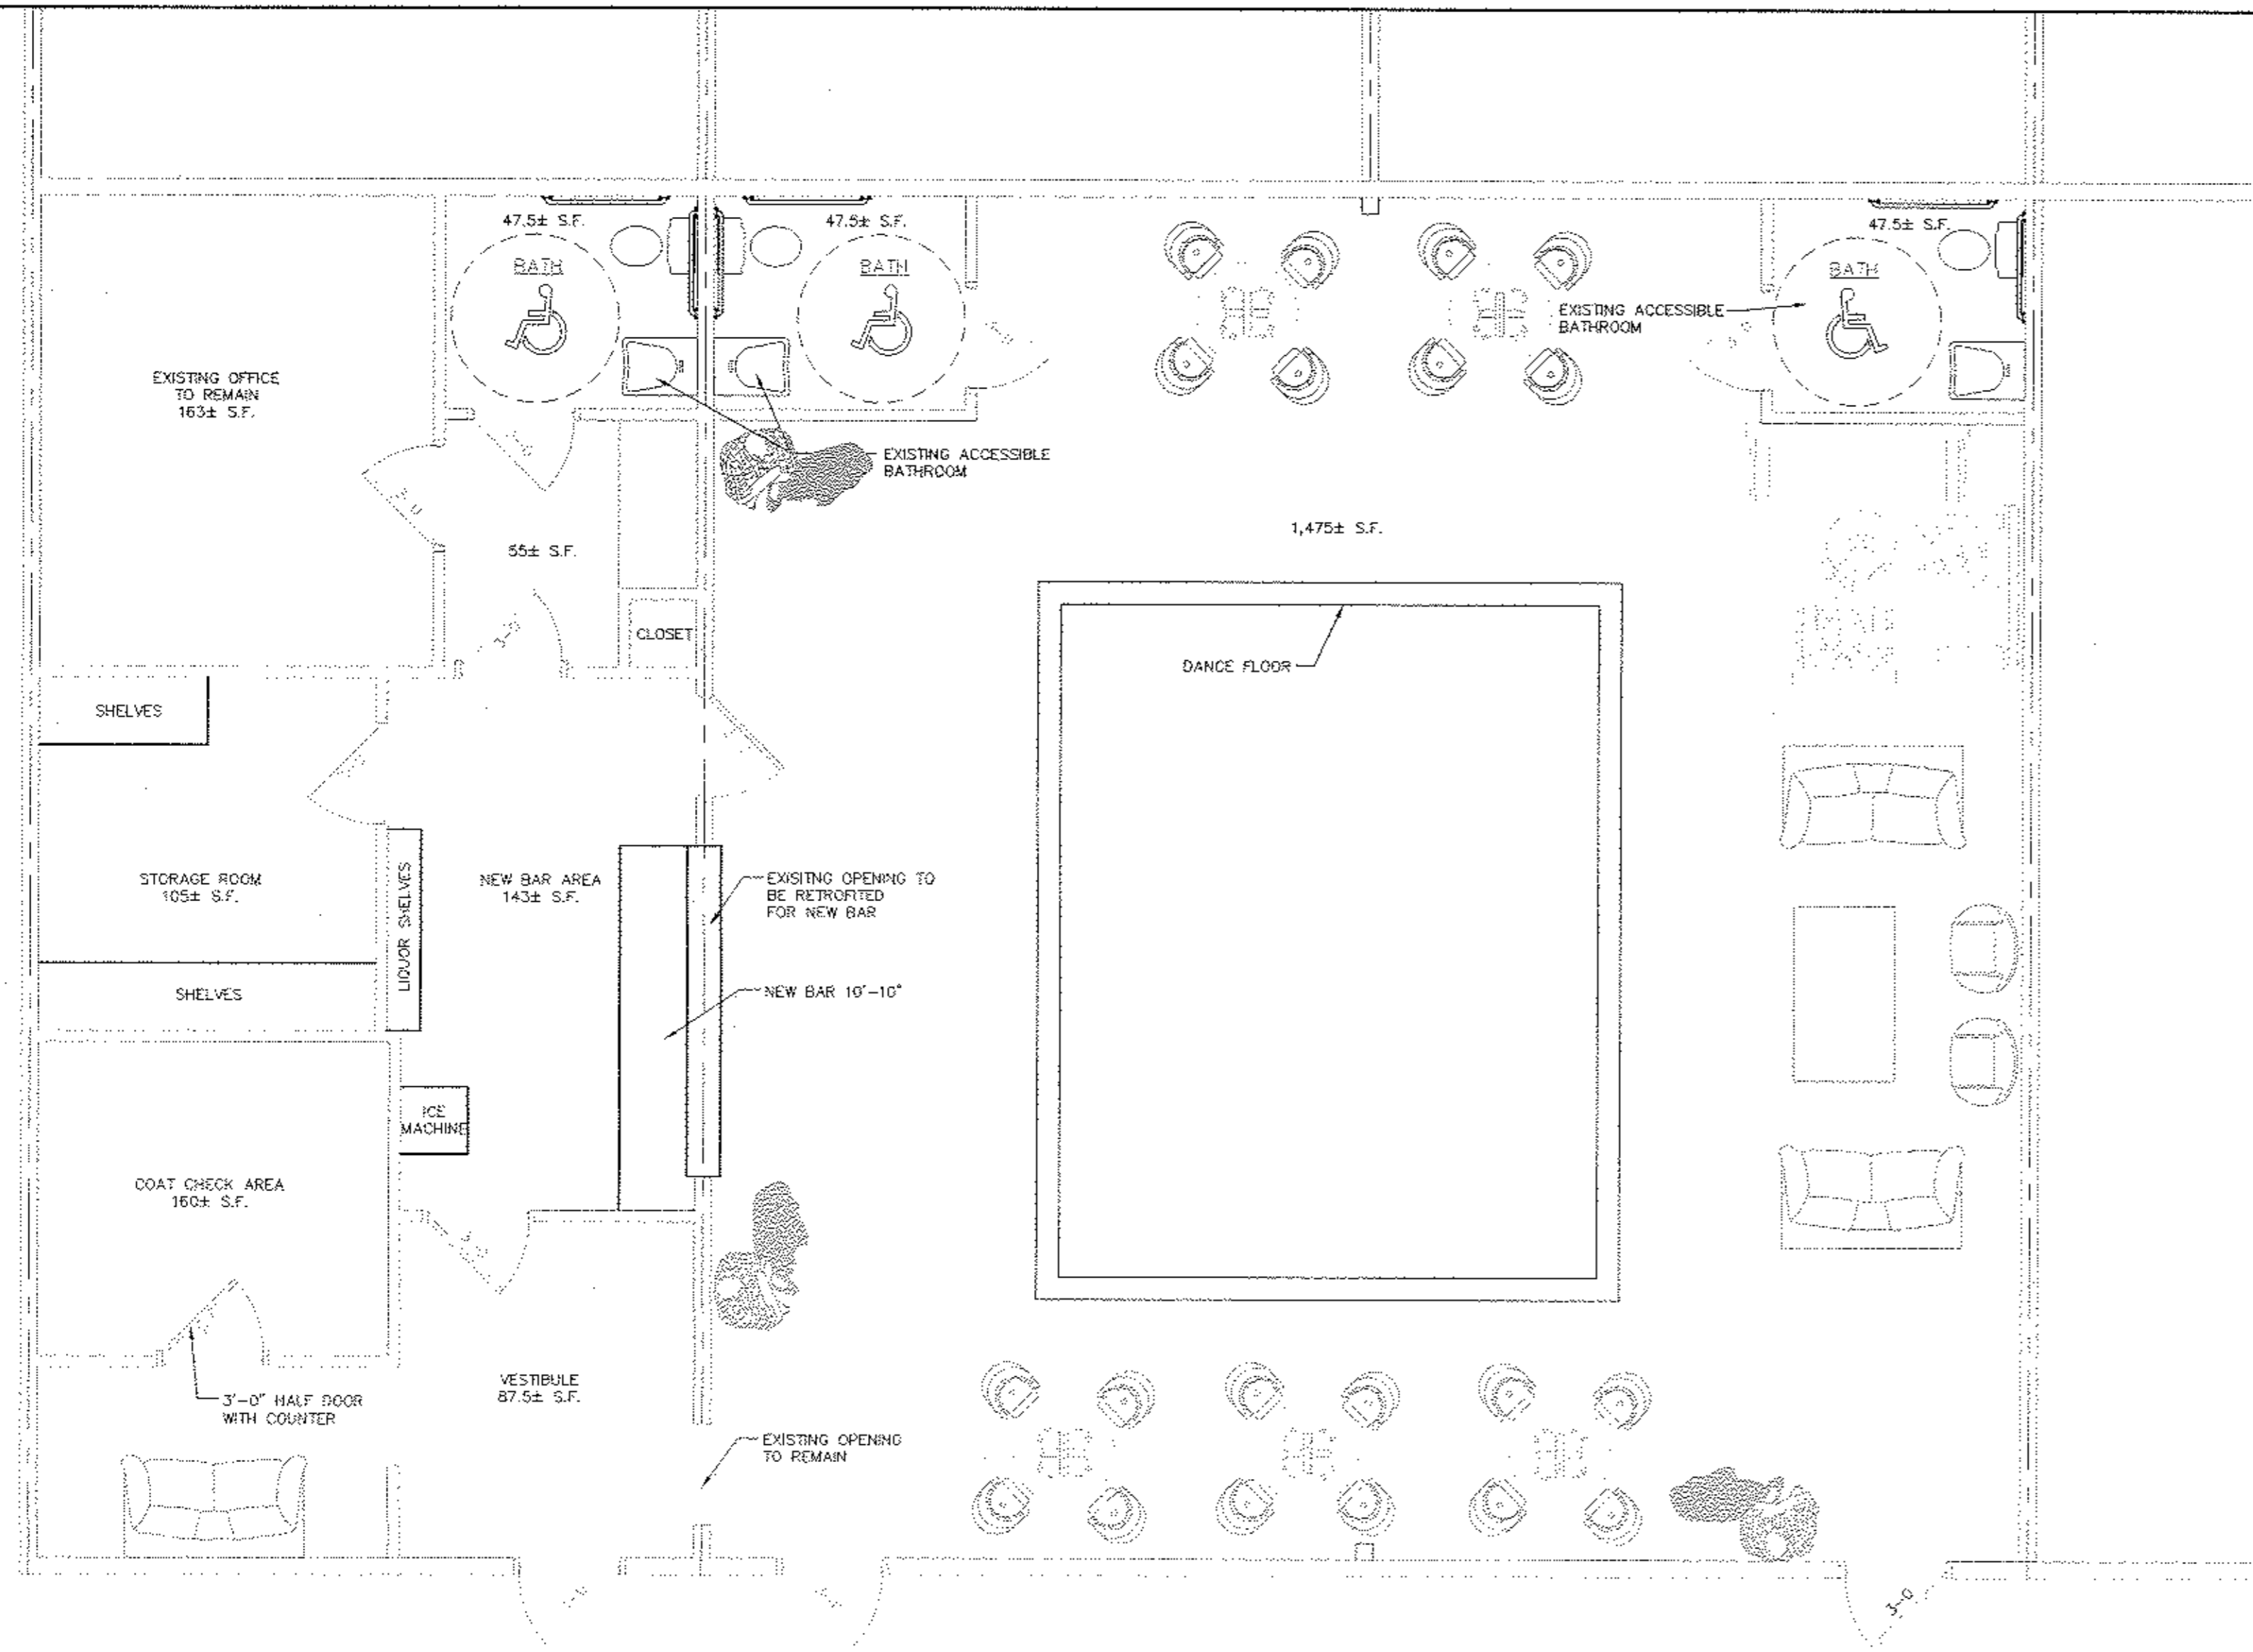 47.5± S.F.
BATH
47.5± S.F.
BATH
47.5± S.F.
BATH
EXISTING ACCESSIBLE
BATHROOM
EXISTING OFFICE
TO REMAIN
163± S.F.
EXISTING ACCESSIBLE
BATHROOM
55± S.F.
1,475± S.F.
CLOSET
DANCE FLOOR
SHELVES
STORAGE ROOM
105± S.F.
LIQUOR SHELVES
NEW BAR AREA
143± S.F.
EXISITNG OPENING TO
BE RETROFITED
FOR NEW BAR
SHELVES
NEW BAR 10'-10"
ICE
MACHINE
COAT CHECK AREA
160± S.F.
3'-0" HALF DOOR
WITH COUNTER
VESTIBULE
87.5± S.F.
EXISTING OPENING
TO REMAIN
3-0